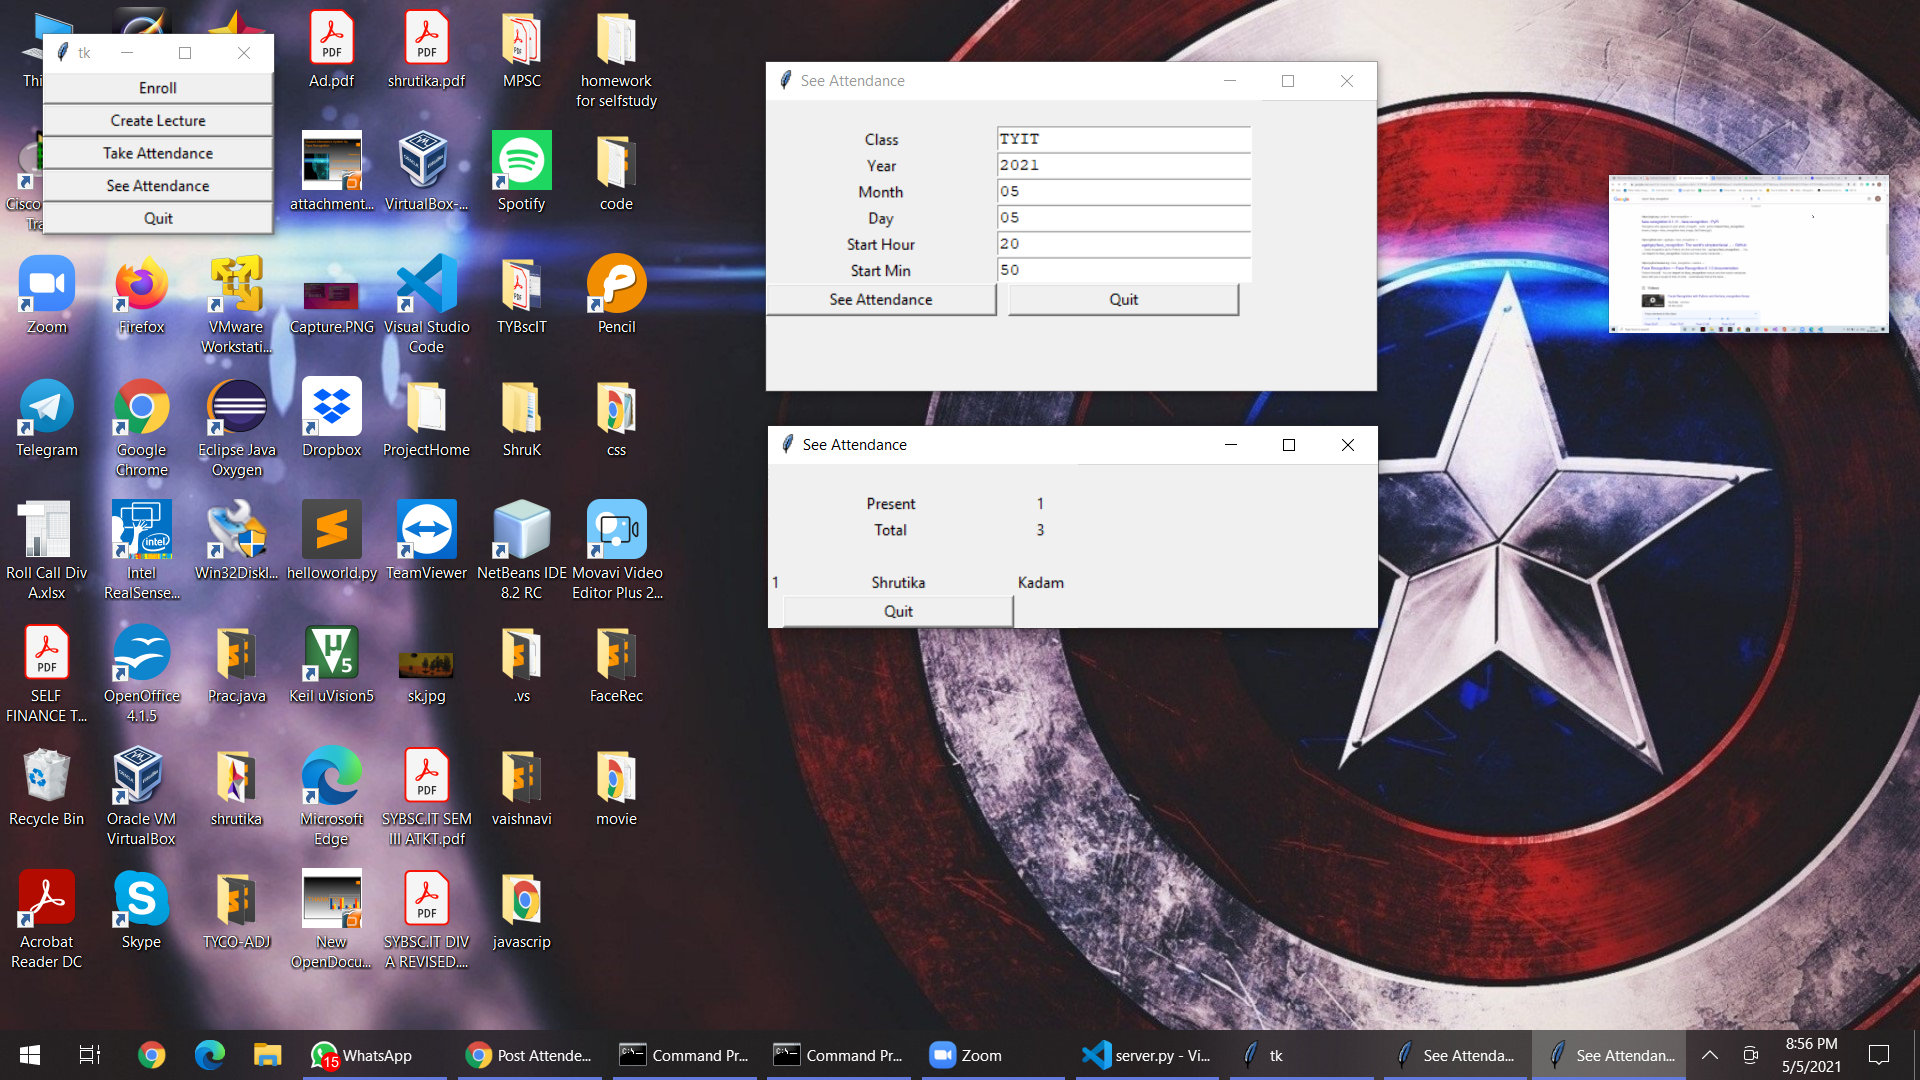 tk
Enroll
Create Lecture
Take Attendance
See Attendance
Quit
Ad.pdf
shrutika.pdf
MPSC
homework
for selfstudy
attachment...
VirtualBox-...
Spotify
code
Zoom
Firefox
VMware
Workstati...
Capture.PNG
Visual Studio
Code
TYBscIT
Pencil
Telegram
Google
Chrome
Eclipse Java
Oxygen
Dropbox
ProjectHome
ShruK
css
Roll Call Div
A.xlsx
Intel
RealSense...
Win32DiskI...
helloworld.py
TeamViewer
NetBeans IDE
8.2 RC
Movavi Video
Editor Plus 2...
SELF
FINANCE T...
OpenOffice
4.1.5
Prac.java
Keil uVision5
sk.jpg
.vs
FaceRec
Recycle Bin
Oracle VM
VirtualBox
shrutika
Microsoft
Edge
SYBSC.IT SEM
III ATKT.pdf
vaishnavi
movie
Acrobat
Reader DC
Skype
TYCO-ADJ
New
OpenDocu...
SYBSC.IT DIV
A REVISED....
javascrip
See Attendance
Class TYIT
Year 2021
Month 05
Day 05
Start Hour 20
Start Min 50
See Attendance Quit
See Attendance
Present 1
Total 3
1 Shrutika Kadam
Quit
15 WhatsApp
Post Attende...
Command Pr...
Command Pr...
Zoom
server.py - Vi...
tk
See Attenda...
See Attendan...
8:56 PM
5/5/2021